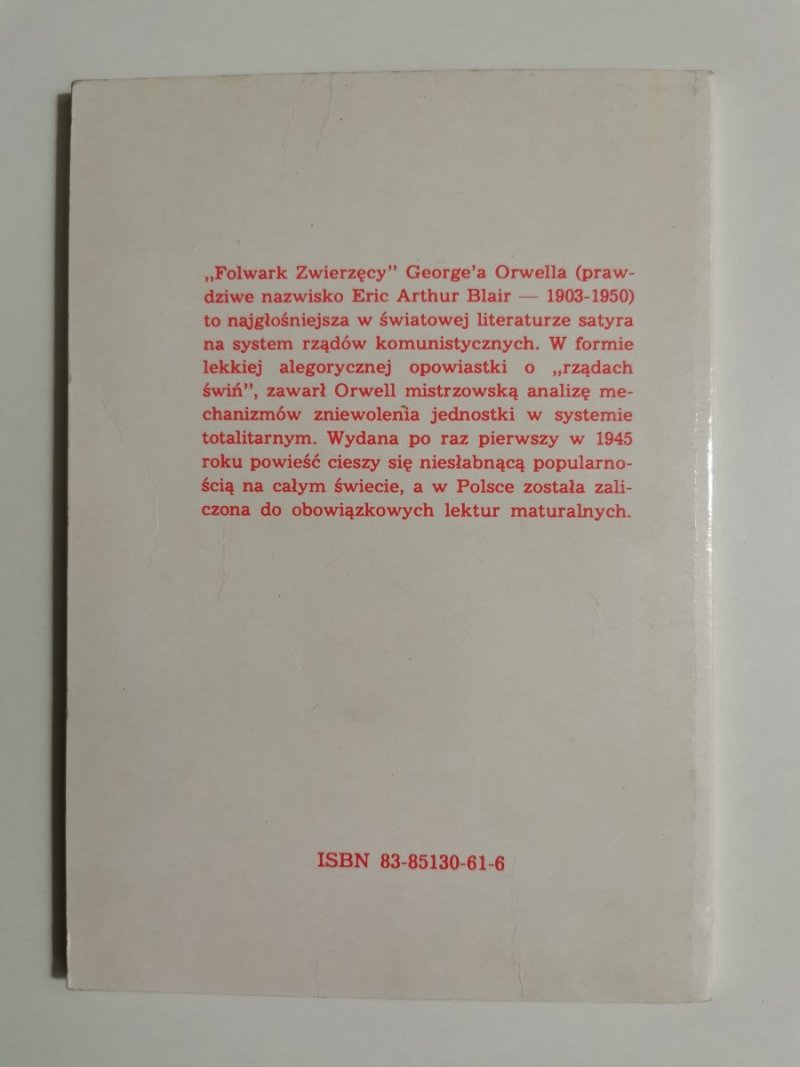 „Folwark Zwierzęcy” George'a Orwella (praw-
dziwe nazwisko Eric Arthur Blair — 1903-1950)
to najgłośniejsza w światowej literaturze satyra
na system rządów komunistycznych. W formie
lekkiej alegorycznej opowiastki o „rządach
świń”, zawarł Orwell mistrzowską analizę me-
chanizmów zniewolenia jednostki w systemie
totalitarnym. Wydana po raz pierwszy w 1945
roku powieść cieszy się niesłabnącą popularno-
ścią na całym świecie, a w Polsce została zali-
czona do obowiązkowych lektur maturalnych.
ISBN 83-85130-61-6